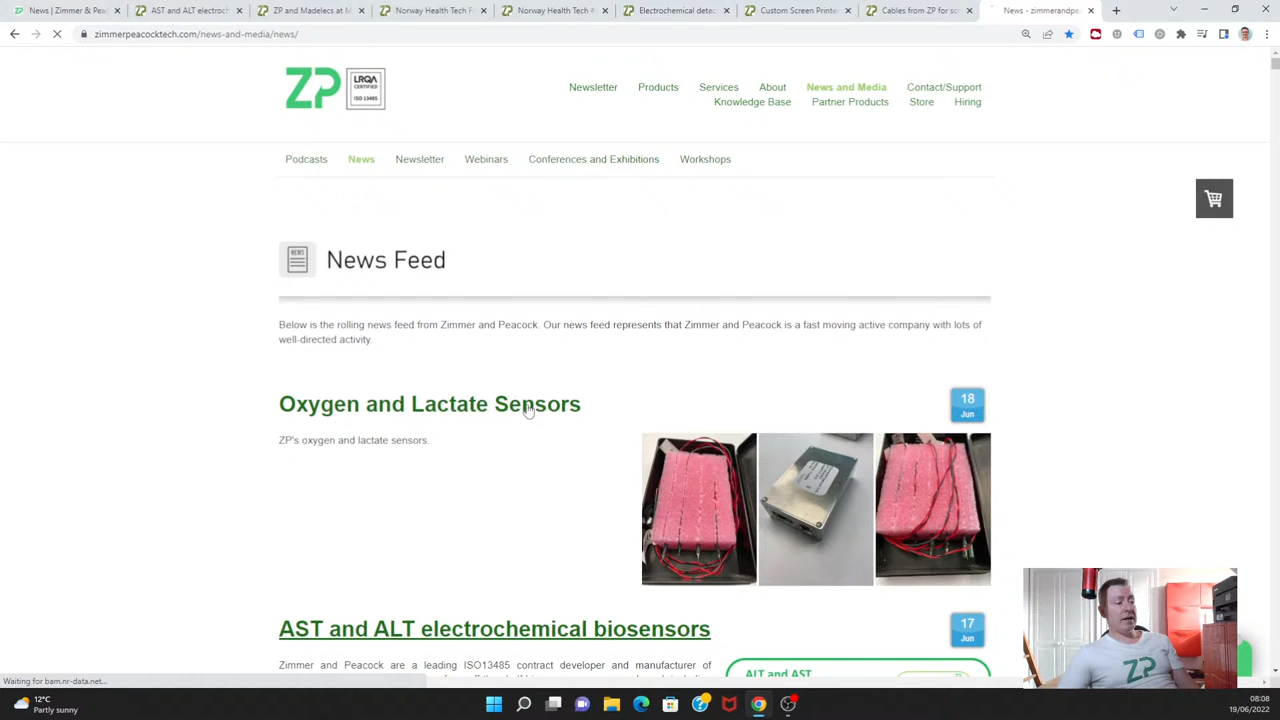 News | Zimmer & Pea
AST and ALT electroch
ZP and Madelecs at M
Norway Health Tech F
Norway Health Tech #
Electrochemical detec
Custom Screen Printe
Cables from ZP for sc
News - zimmerandpe
zimmerpeacocktech.com/news-and-media/news/
ZP
LRQA
CERTIFIED
ISO 13485
Newsletter Products Services About News and Media Contact/Support
Knowledge Base Partner Products Store Hiring
Podcasts News Newsletter Webinars Conferences and Exhibitions Workshops
NEWS
News Feed
Below is the rolling news feed from Zimmer and Peacock. Our news feed represents that Zimmer and Peacock is a fast moving active company with lots of
well-directed activity.
Oxygen and Lactate Sensors
18
Jun
ZP's oxygen and lactate sensors.
AST and ALT electrochemical biosensors
17
Jun
Zimmer and Peacock are a leading ISO13485 contract developer and manufacturer of
ALT and AST
ZP
Waiting for bam.nr-data.net...
12°C
Partly sunny
08:08
19/06/2022